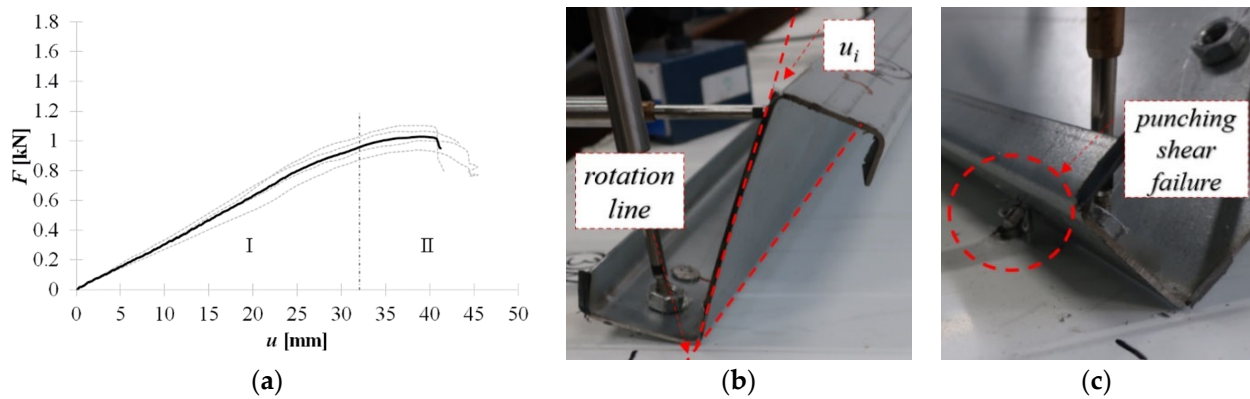 1.8
1.6
1.4
1.2
1
0.8
0.6
0.4
0.2
0
F [kN]
I
II
0 5 10 15 20 25 30 35 40 45 50
u [mm]
(a)
u_i
rotation
line
(b)
punching
shear
failure
(c)